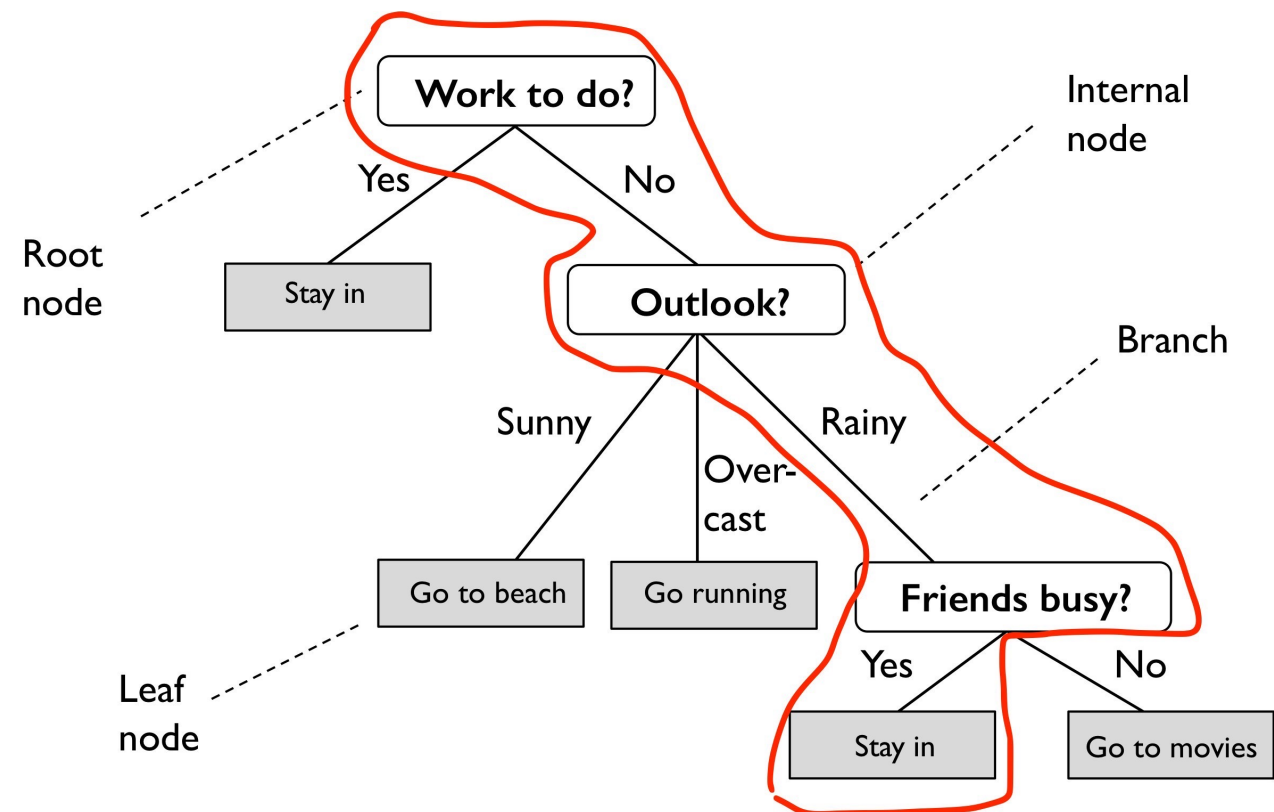 Work to do?
Internal
node
Yes
No
Root
node
Stay in
Outlook?
Branch
Sunny
Rainy
Over-
cast
Go to beach
Go running
Friends busy?
Yes
No
Leaf
node
Stay in
Go to movies